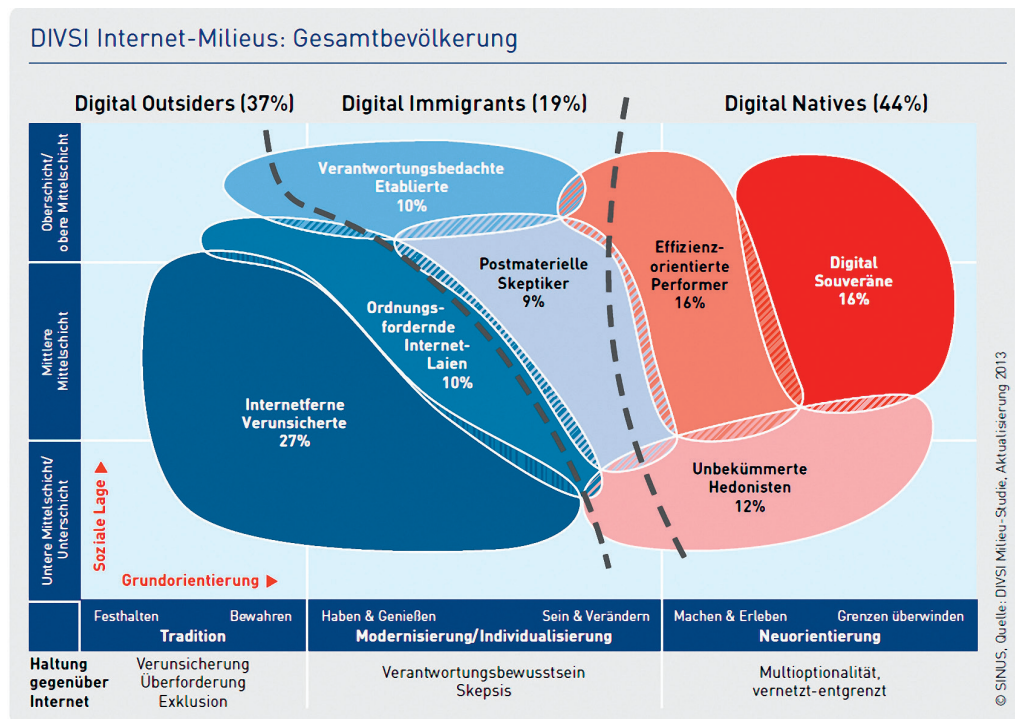 DIVSI Internet-Milieus: Gesamtbevölkerung
Digital Outsiders (37%)
Digital Immigrants (19%)
Digital Natives (44%)
Oberschicht/
obere Mittelschicht
Mittlere
Mittelschicht
Untere Mittelschicht/
Unterschicht
Verantwortungsbedachte
Etablierte
10%
Postmaterielle
Skeptiker
9%
Effizienz-
orientierte
Performer
16%
Digital
Souveräne
16%
Ordnungs-
fordernde
Internet-
Laien
10%
Internetferne
Verunsicherte
27%
Unbekümmerte
Hedonisten
12%
Soziale Lage
Grundorientierung
Festhalten
Bewahren
Tradition
Haben & Genießen
Sein & Verändern
Modernisierung/Individualisierung
Machen & Erleben
Grenzen überwinden
Neuorientierung
Haltung
gegenüber
Internet
Verunsicherung
Überforderung
Exklusion
Verantwortungsbewusstsein
Skepsis
Multioptionalität,
vernetzt-entgrenzt
© SINUS, Quelle: DIVSI Milieu-Studie, Aktualisierung 2013